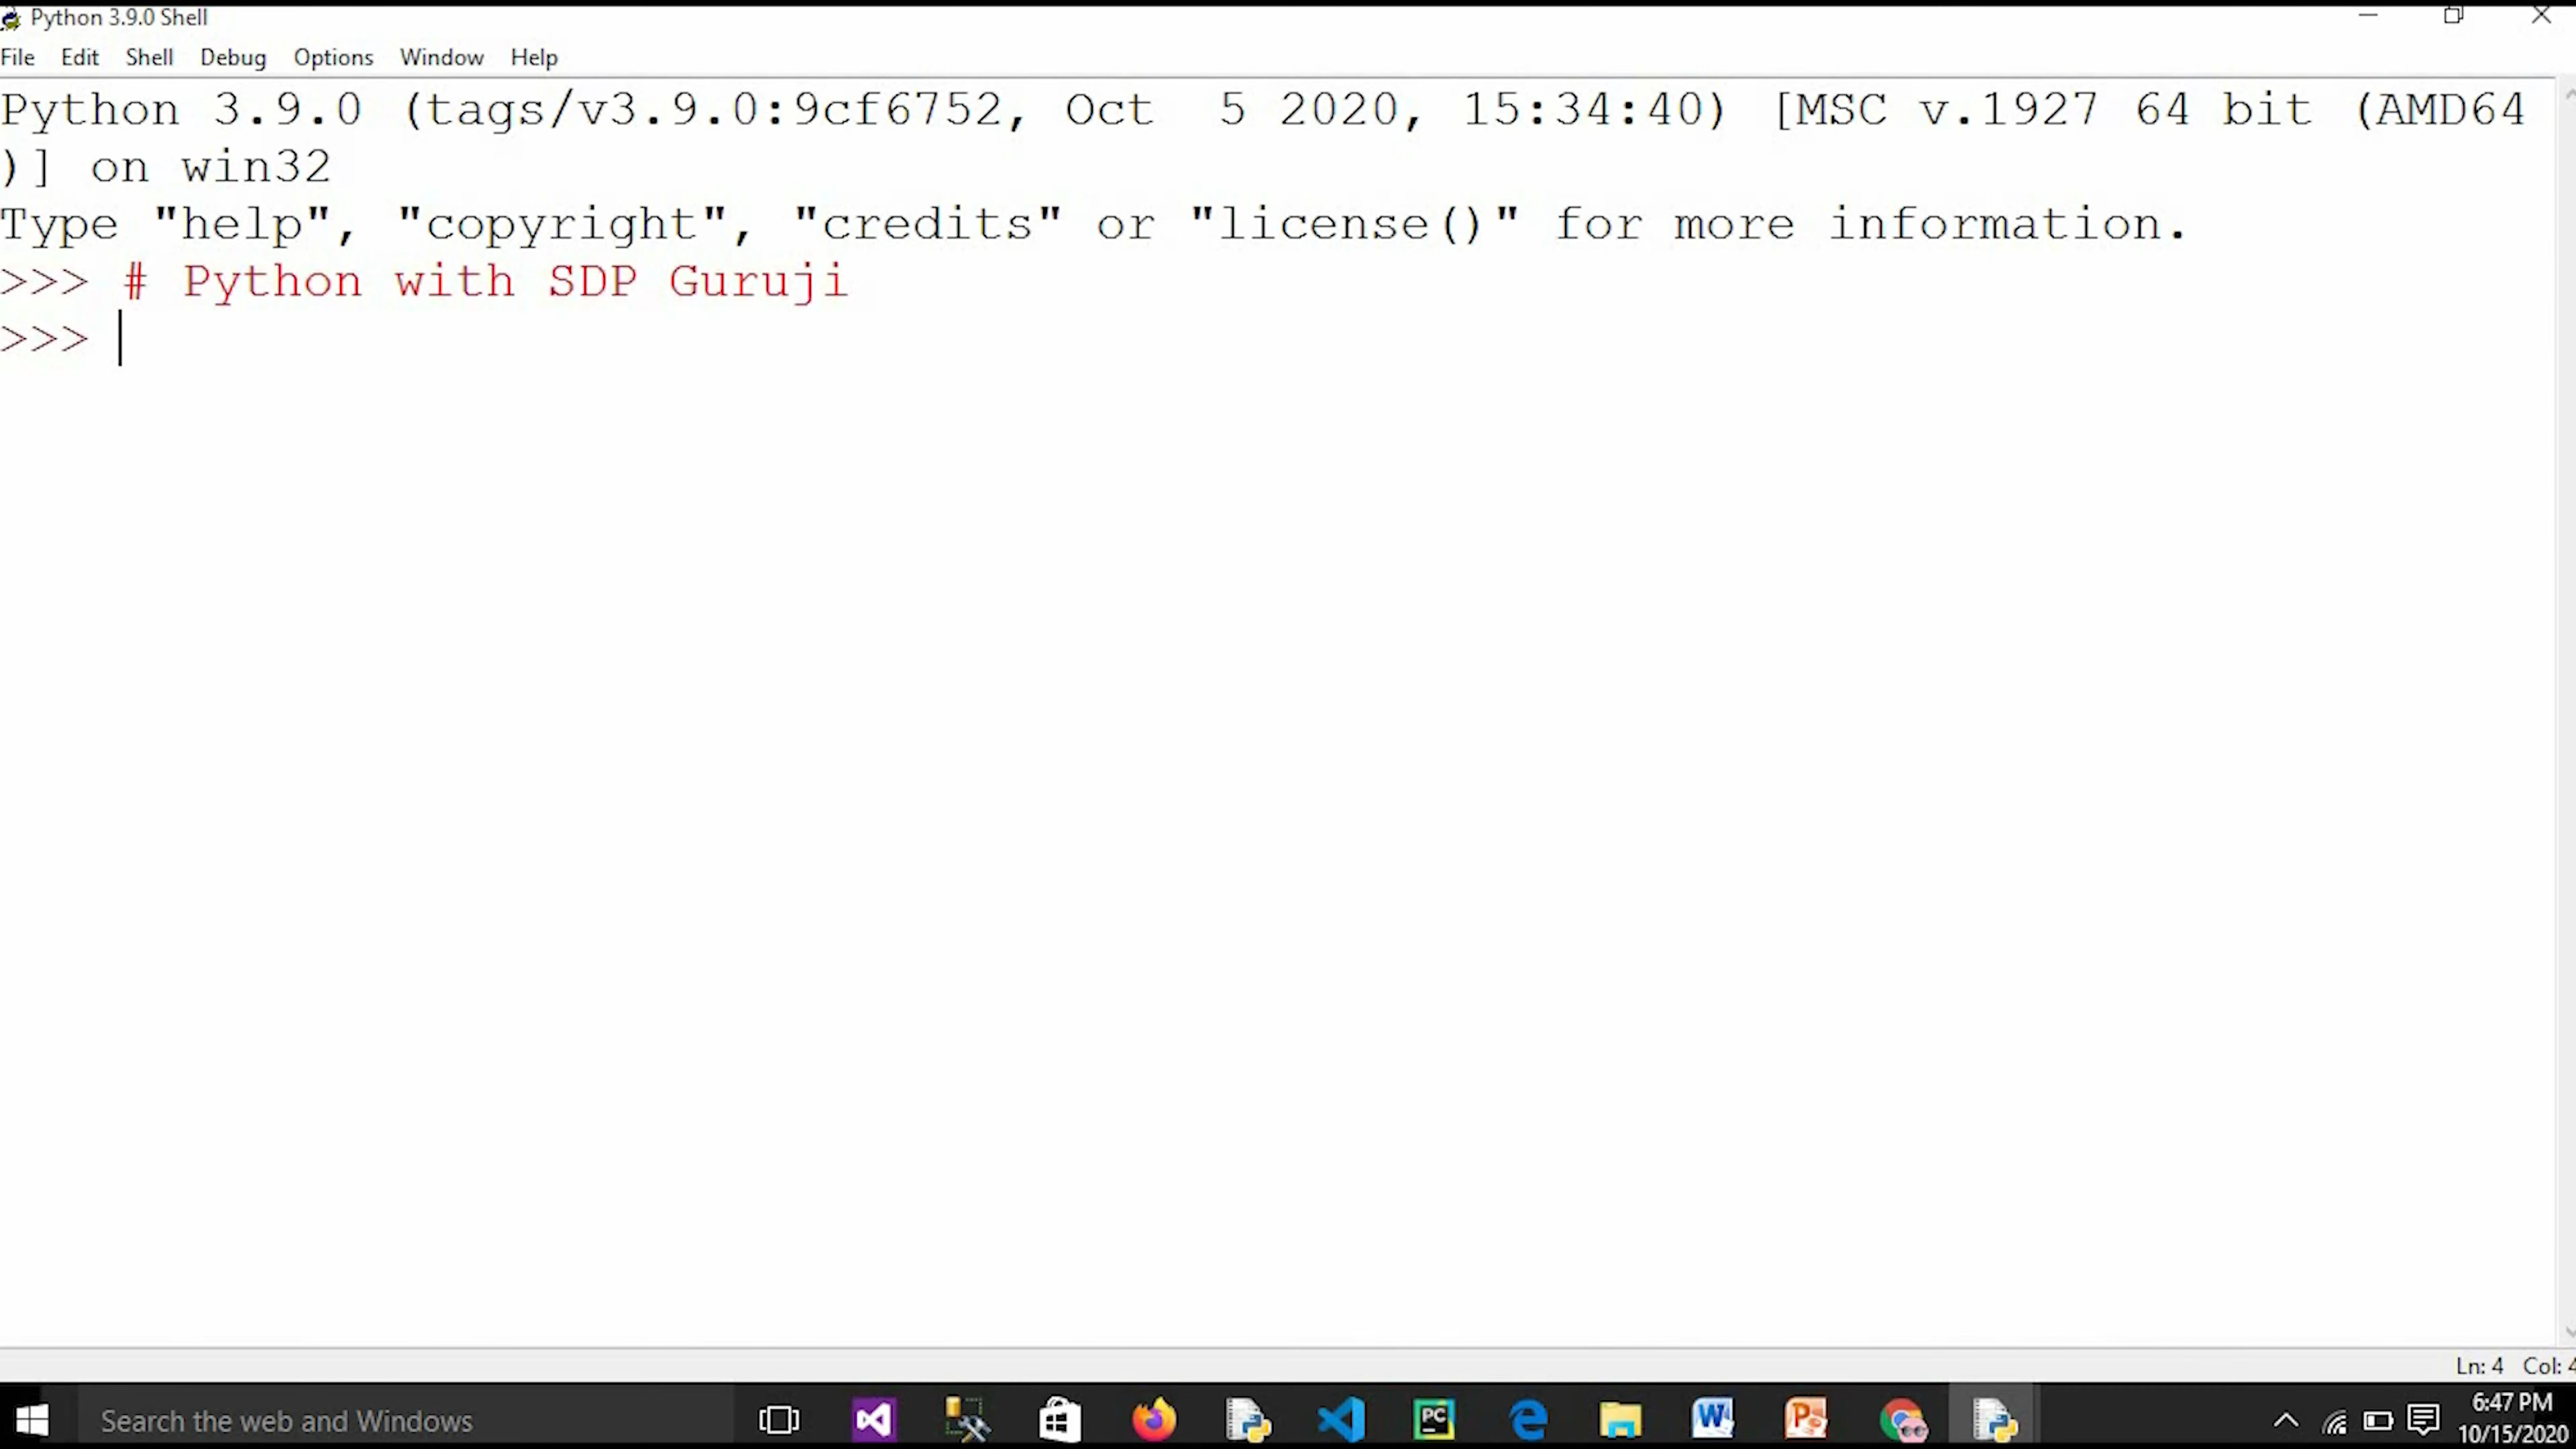 Python 3.9.0 Shell
File Edit Shell Debug Options Window Help
Python 3.9.0 (tags/v3.9.0:9cf6752, Oct  5 2020, 15:34:40) [MSC v.1927 64 bit (AMD64
)] on win32
Type "help", "copyright", "credits" or "license()" for more information.
>>> # Python with SDP Guruji
>>>
Ln: 4 Col: 4
Search the web and Windows
PC
W
P
6:47 PM
10/15/2020